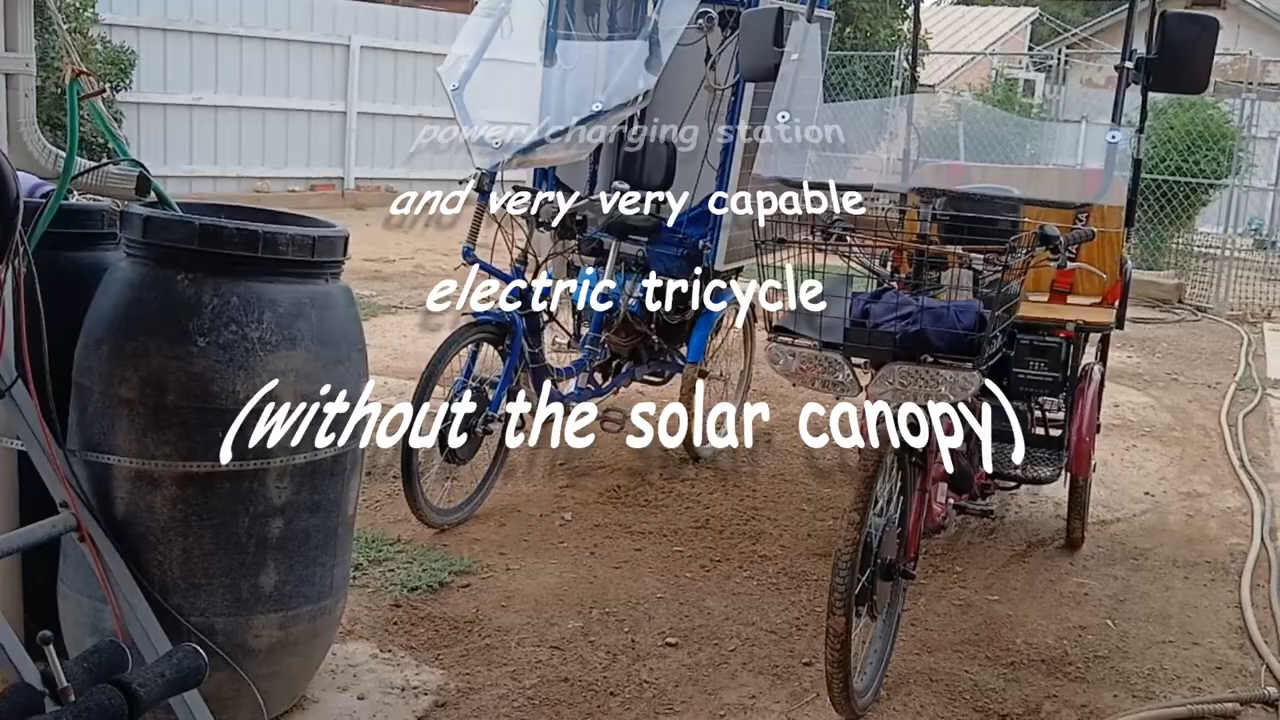 power/charging station
and very very capable
electric tricycle
(without the solar canopy)